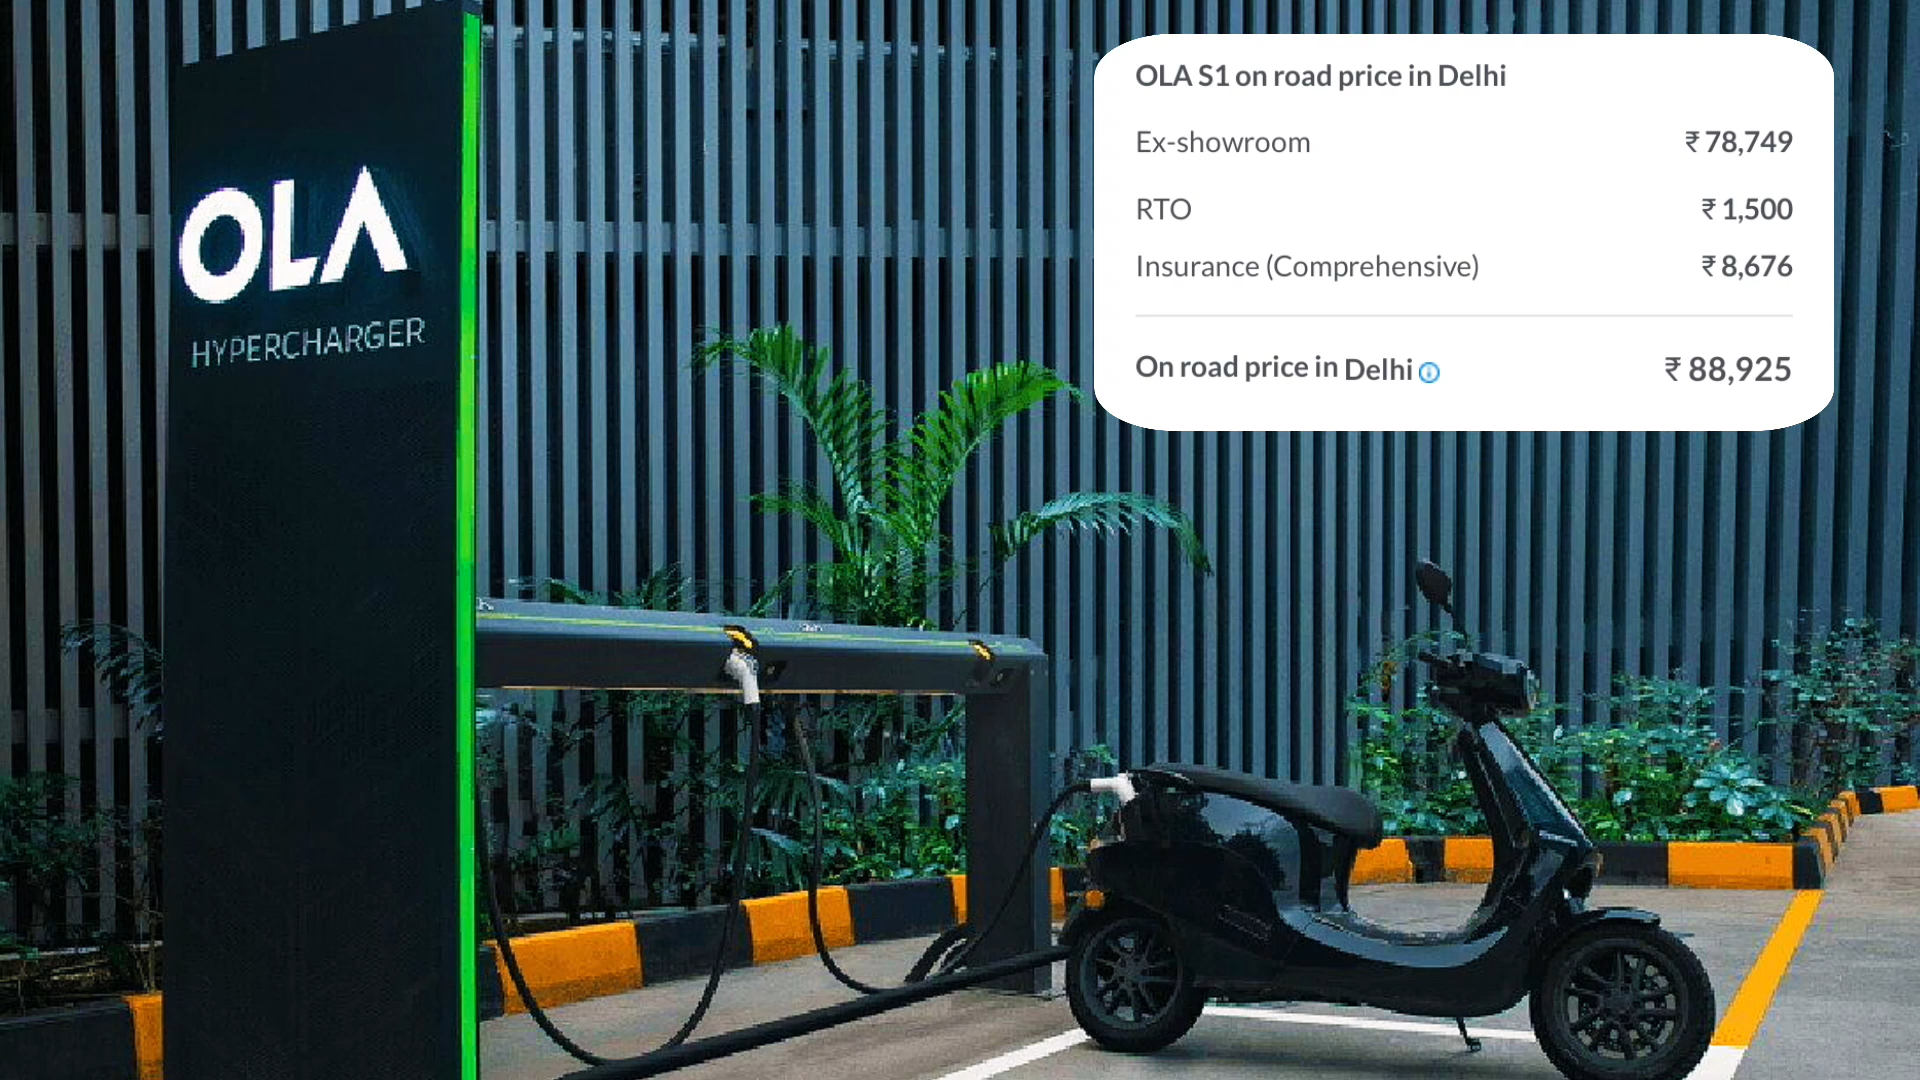 OLA
HYPERCHARGER
OLA S1 on road price in Delhi
Ex-showroom ₹ 78,749
RTO ₹ 1,500
Insurance (Comprehensive) ₹ 8,676
On road price in Delhi ₹ 88,925